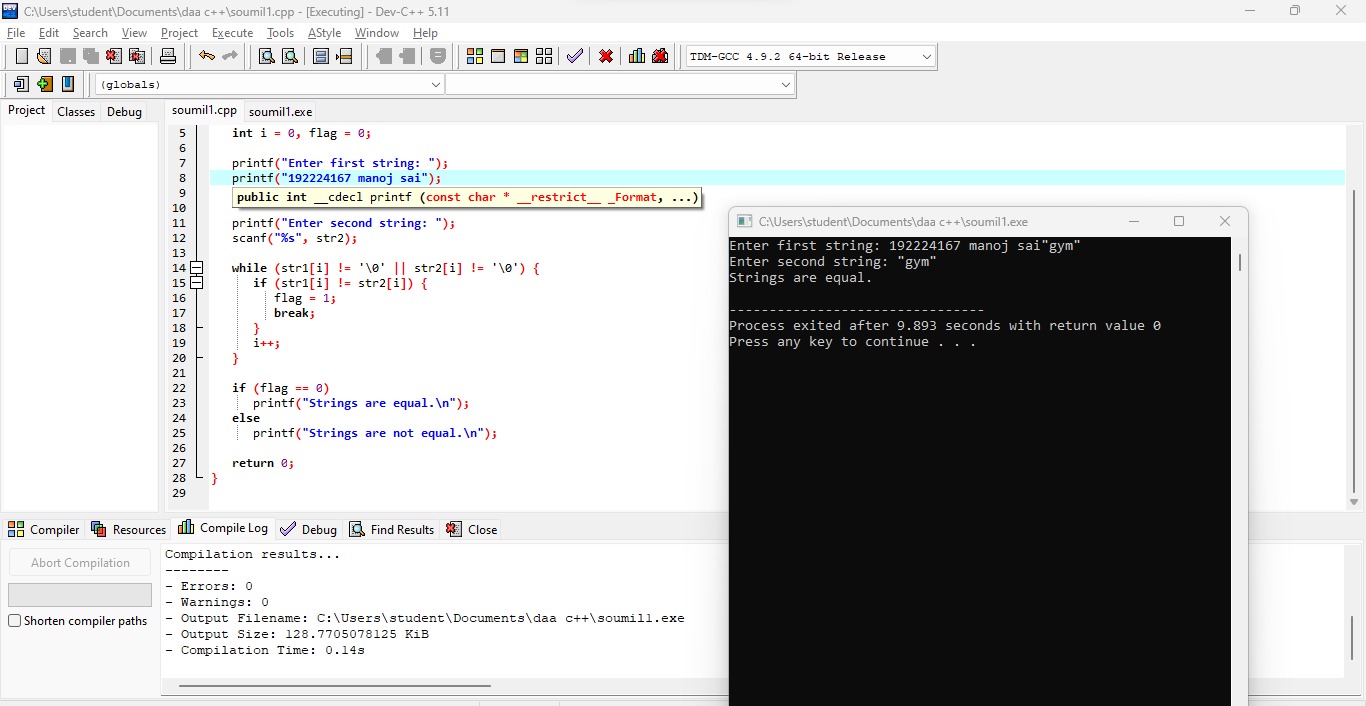 C:\Users\student\Documents\daa c++\soumil1.cpp - [Executing] - Dev-C++ 5.11
File Edit Search View Project Execute Tools AStyle Window Help
TDM-GCC 4.9.2 64-bit Release
(globals)
Project Classes Debug
soumil1.cpp soumil1.exe
5 int i = 0, flag = 0;
6
7 printf("Enter first string: ");
8 printf("192224167 manoj sai");
9 public int __cdecl printf (const char * __restrict__ _Format, ...)
10
11 printf("Enter second string: ");
12 scanf("%s", str2);
13
14 while (str1[i] != '\0' || str2[i] != '\0') {
15 if (str1[i] != str2[i]) {
16 flag = 1;
17 break;
18 }
19 i++;
20 }
21
22 if (flag == 0)
23 printf("Strings are equal.\n");
24 else
25 printf("Strings are not equal.\n");
26
27 return 0;
28 }
29
C:\Users\student\Documents\daa c++\soumil1.exe
Enter first string: 192224167 manoj sai"gym"
Enter second string: "gym"
Strings are equal.
--------------------------------
Process exited after 9.893 seconds with return value 0
Press any key to continue . . .
Compiler Resources Compile Log Debug Find Results Close
Abort Compilation
Shorten compiler paths
Compilation results...
--------
- Errors: 0
- Warnings: 0
- Output Filename: C:\Users\student\Documents\daa c++\soumil1.exe
- Output Size: 128.7705078125 KiB
- Compilation Time: 0.14s